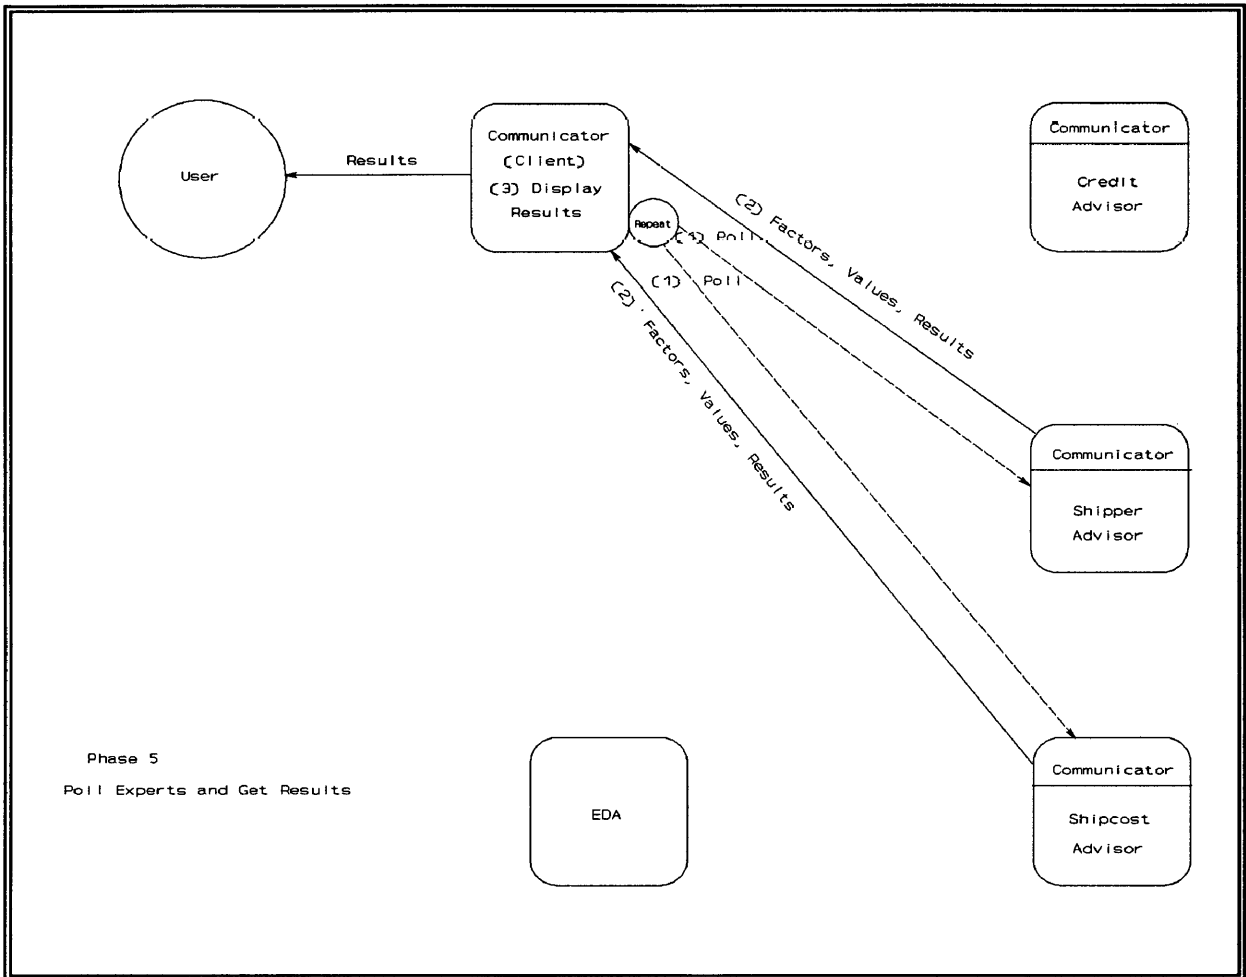 User
Results
Communicator
(Client)
(3) Display
Results
Repeat
(1) Poll
(1) Poll
(2) Factors, Values, Results
(2) Factors, Values, Results
Communicator
Credit
Advisor
Communicator
Shipper
Advisor
Phase 5
Poll Experts and Get Results
EDA
Communicator
Shipcost
Advisor